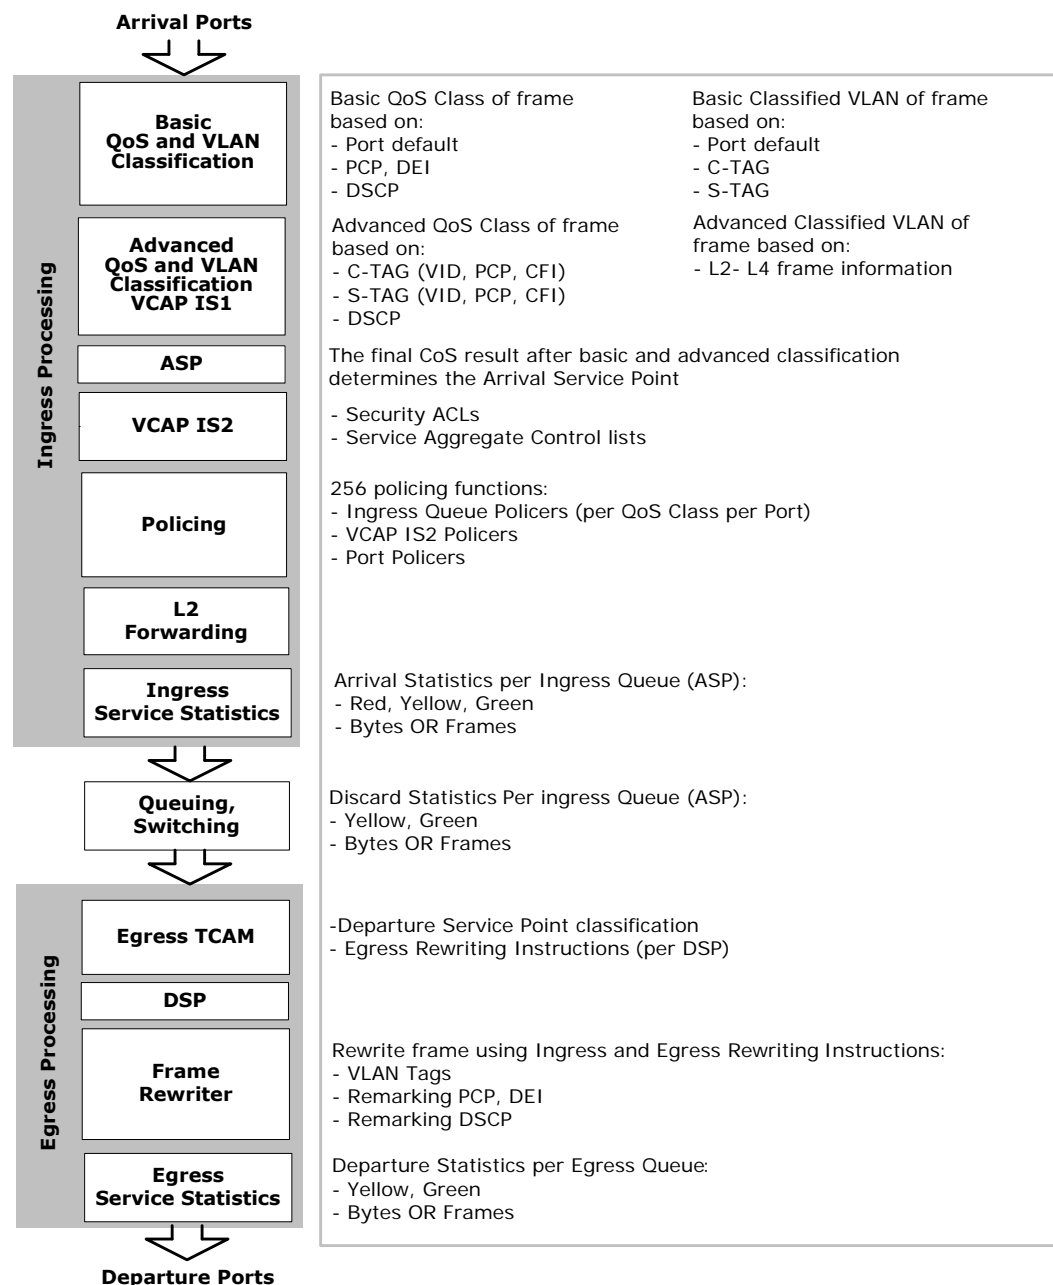 Arrival Ports
Ingress Processing
Basic
QoS and VLAN
Classification
Basic QoS Class of frame
based on:
- Port default
- PCP, DEI
- DSCP
Basic Classified VLAN of frame
based on:
- Port default
- C-TAG
- S-TAG
Advanced
QoS and VLAN
Classification
VCAP IS1
Advanced QoS Class of frame
based on:
- C-TAG (VID, PCP, CFI)
- S-TAG (VID, PCP, CFI)
- DSCP
Advanced Classified VLAN of
frame based on:
- L2- L4 frame information
ASP
The final CoS result after basic and advanced classification
determines the Arrival Service Point
VCAP IS2
- Security ACLs
- Service Aggregate Control lists
Policing
256 policing functions:
- Ingress Queue Policers (per QoS Class per Port)
- VCAP IS2 Policers
- Port Policers
L2
Forwarding
Ingress
Service Statistics
Arrival Statistics per Ingress Queue (ASP):
- Red, Yellow, Green
- Bytes OR Frames
Queuing,
Switching
Discard Statistics Per ingress Queue (ASP):
- Yellow, Green
- Bytes OR Frames
Egress Processing
Egress TCAM
-Departure Service Point classification
- Egress Rewriting Instructions (per DSP)
DSP
Frame
Rewriter
Rewrite frame using Ingress and Egress Rewriting Instructions:
- VLAN Tags
- Remarking PCP, DEI
- Remarking DSCP
Egress
Service Statistics
Departure Statistics per Egress Queue:
- Yellow, Green
- Bytes OR Frames
Departure Ports